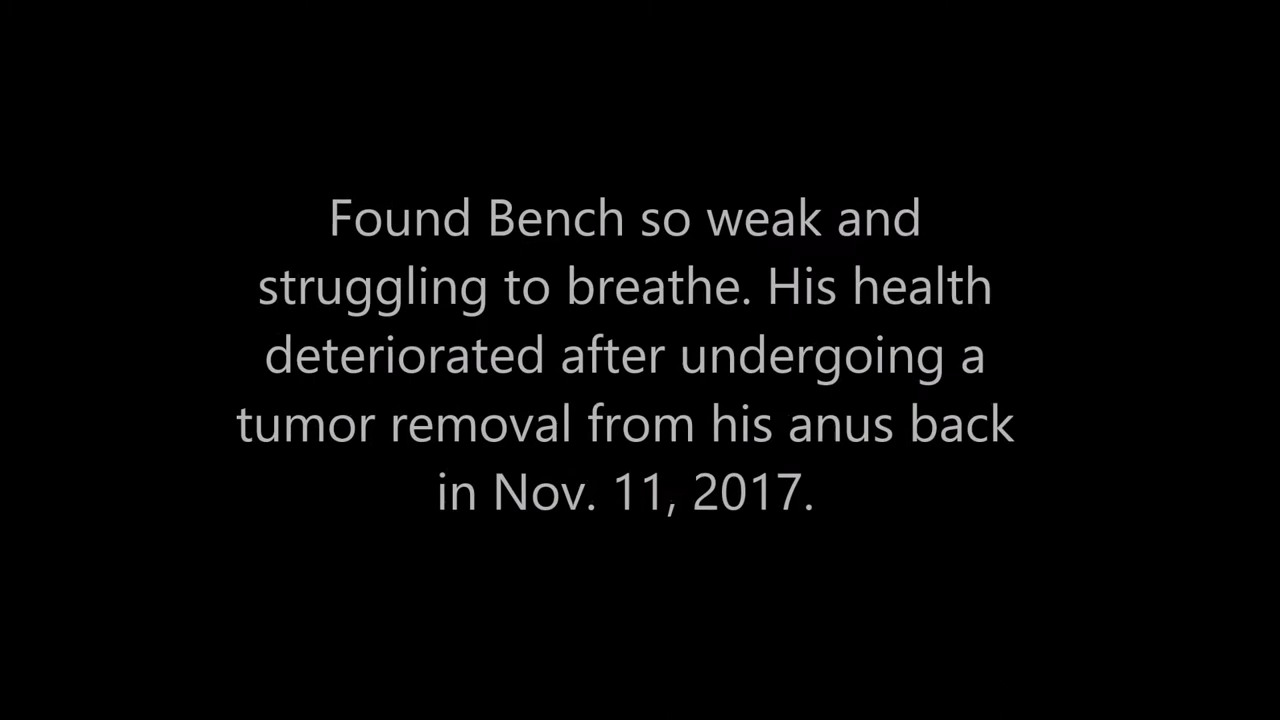 Found Bench so weak and
struggling to breathe. His health
deteriorated after undergoing a
tumor removal from his anus back
in Nov. 11, 2017.